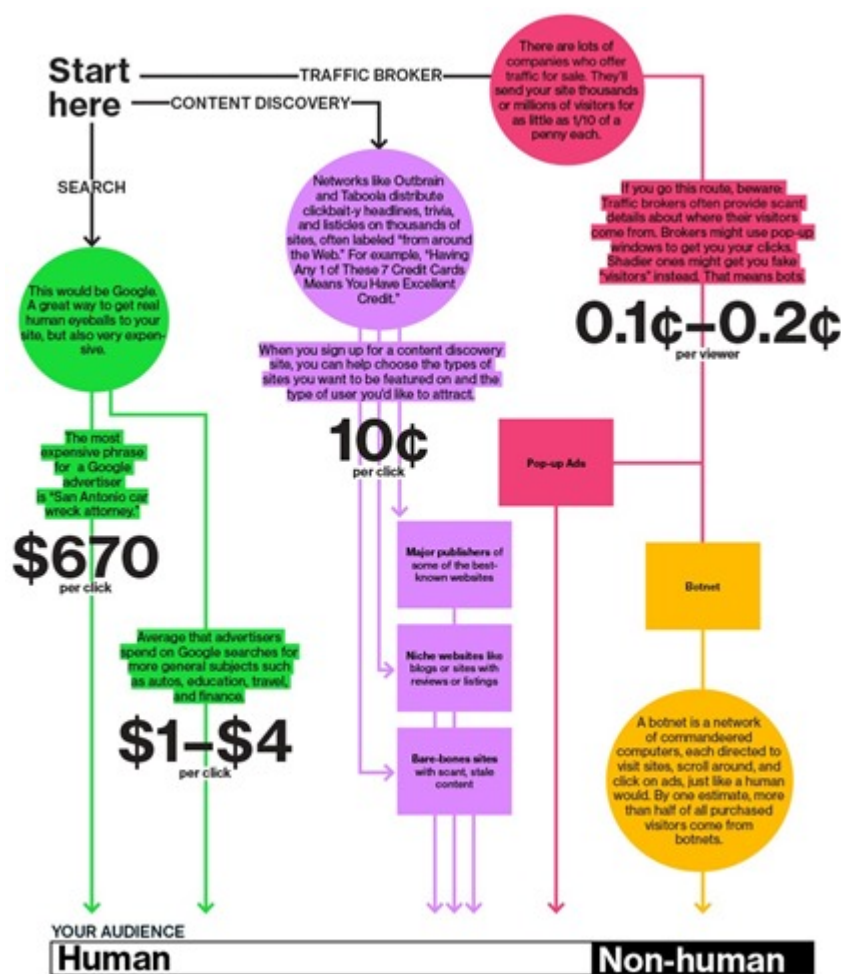 Start
here
TRAFFIC BROKER
CONTENT DISCOVERY
SEARCH
There are lots of
companies who offer
traffic for sale. They'll
send your site thousands
or millions of visitors for
as little as 1/10 of a
penny each.
Networks like Outbrain
and Taboola distribute
clickbait-y headlines, trivia,
and listicles on thousands of
sites, often labeled "from around
the Web." For example, "Having
Any 1 of These 7 Credit Cards
Means You Have Excellent
Credit."
If you go this route, beware:
Traffic brokers often provide scant
details about where their visitors
come from. Brokers might use pop-up
windows to get you your clicks.
Shadier ones might get you fake
"visitors" instead. That means bots.
0.1¢–0.2¢
per viewer
This would be Google.
A great way to get real
human eyeballs to your
site, but also very expen-
sive.
When you sign up for a content discovery
site, you can help choose the types of
sites you want to be featured on and the
type of user you'd like to attract.
10¢
per click
The most
expensive phrase
for a Google
advertiser
is "San Antonio car
wreck attorney."
$670
per click
Pop-up Ads
Major publishers of
some of the best-
known websites
Botnet
Average that advertisers
spend on Google searches for
more general subjects such
as autos, education, travel,
and finance.
$1–$4
per click
Niche websites like
blogs or sites with
reviews or listings
Bare-bones sites
with scant, stale
content
A botnet is a network
of commandeered
computers, each directed to
visit sites, scroll around, and
click on ads, just like a human
would. By one estimate, more
than half of all purchased
visitors come from
botnets.
YOUR AUDIENCE
Human
Non-human